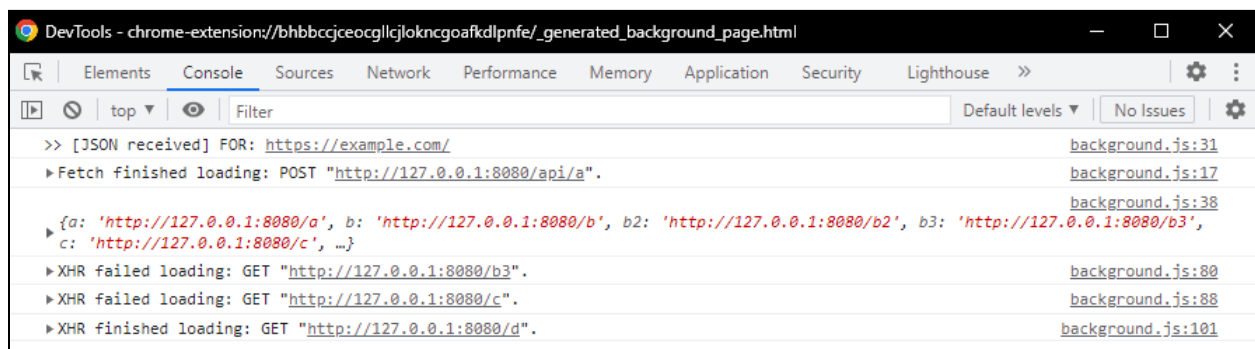 DevTools - chrome-extension://bhbbccjceocgllcjlokncgoafkdlpnfe/_generated_background_page.html
Elements Console Sources Network Performance Memory Application Security Lighthouse »
top ▼ Filter Default levels ▼ No Issues
>> [JSON received] FOR: https://example.com/ background.js:31
▶Fetch finished loading: POST "http://127.0.0.1:8080/api/a". background.js:17
background.js:38
▶{a: 'http://127.0.0.1:8080/a', b: 'http://127.0.0.1:8080/b', b2: 'http://127.0.0.1:8080/b2', b3: 'http://127.0.0.1:8080/b3',
c: 'http://127.0.0.1:8080/c', …}
▶XHR failed loading: GET "http://127.0.0.1:8080/b3". background.js:80
▶XHR failed loading: GET "http://127.0.0.1:8080/c". background.js:88
▶XHR finished loading: GET "http://127.0.0.1:8080/d". background.js:101